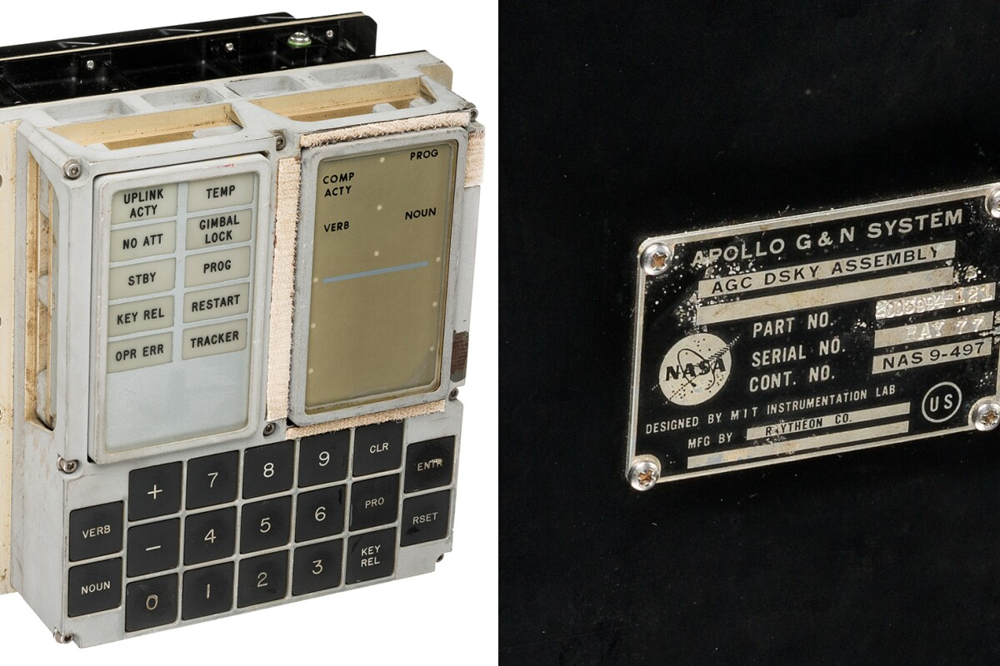 UPLINK
ACTY
TEMP
NO ATT
GIMBAL
LOCK
STBY
PROG
KEY REL
RESTART
OPR ERR
TRACKER
PROG
COMP
ACTY
VERB
NOUN
+
7
8
9
CLR
ENTR
VERB
−
4
5
6
PRO
RSET
NOUN
0
1
2
3
KEY
REL
APOLLO G & N SYSTEM
AGC DSKY ASSEMBLY
PART NO.
2003994-121
SERIAL NO.
RAY 77
CONT. NO.
NAS 9-497
NASA
DESIGNED BY MIT INSTRUMENTATION LAB
US
MFG BY RAYTHEON CO.